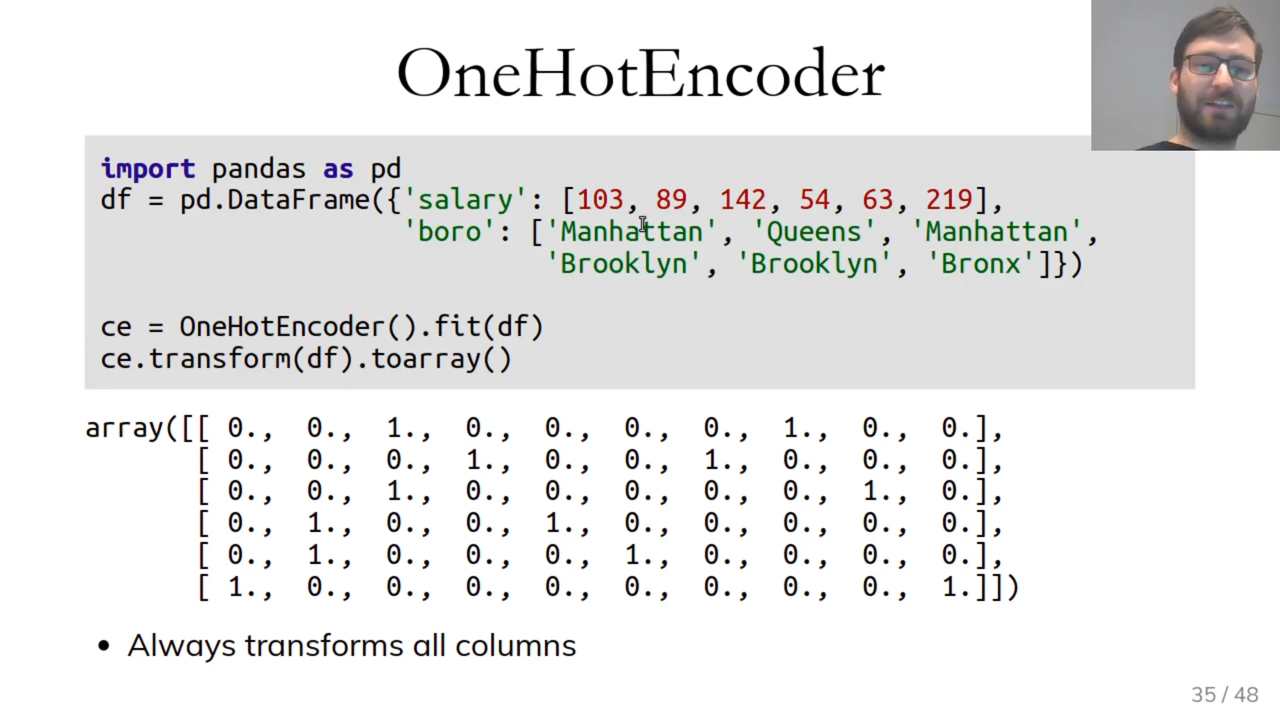 OneHotEncoder
import pandas as pd
df = pd.DataFrame({'salary': [103, 89, 142, 54, 63, 219],
'boro': ['Manhattan', 'Queens', 'Manhattan',
'Brooklyn', 'Brooklyn', 'Bronx']})
ce = OneHotEncoder().fit(df)
ce.transform(df).toarray()
array([[ 0., 0., 1., 0., 0., 0., 0., 1., 0., 0.],
[ 0., 0., 0., 1., 0., 0., 1., 0., 0., 0.],
[ 0., 0., 1., 0., 0., 0., 0., 0., 1., 0.],
[ 0., 1., 0., 0., 1., 0., 0., 0., 0., 0.],
[ 0., 1., 0., 0., 0., 1., 0., 0., 0., 0.],
[ 1., 0., 0., 0., 0., 0., 0., 0., 0., 1.]])
• Always transforms all columns
35 / 48